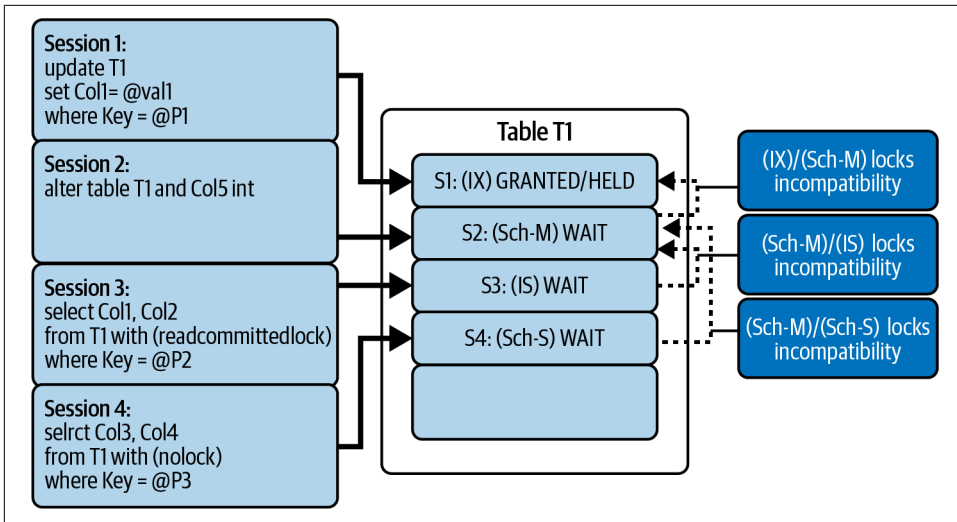 Session 1:
update T1
set Col1= @val1
where Key = @P1
Session 2:
alter table T1 and Col5 int
Session 3:
select Col1, Col2
from T1 with (readcommittedlock)
where Key = @P2
Session 4:
selrct Col3, Col4
from T1 with (nolock)
where Key = @P3
Table T1
S1: (IX) GRANTED/HELD
S2: (Sch-M) WAIT
S3: (IS) WAIT
S4: (Sch-S) WAIT
(IX)/(Sch-M) locks
incompatibility
(Sch-M)/(IS) locks
incompatibility
(Sch-M)/(Sch-S) locks
incompatibility